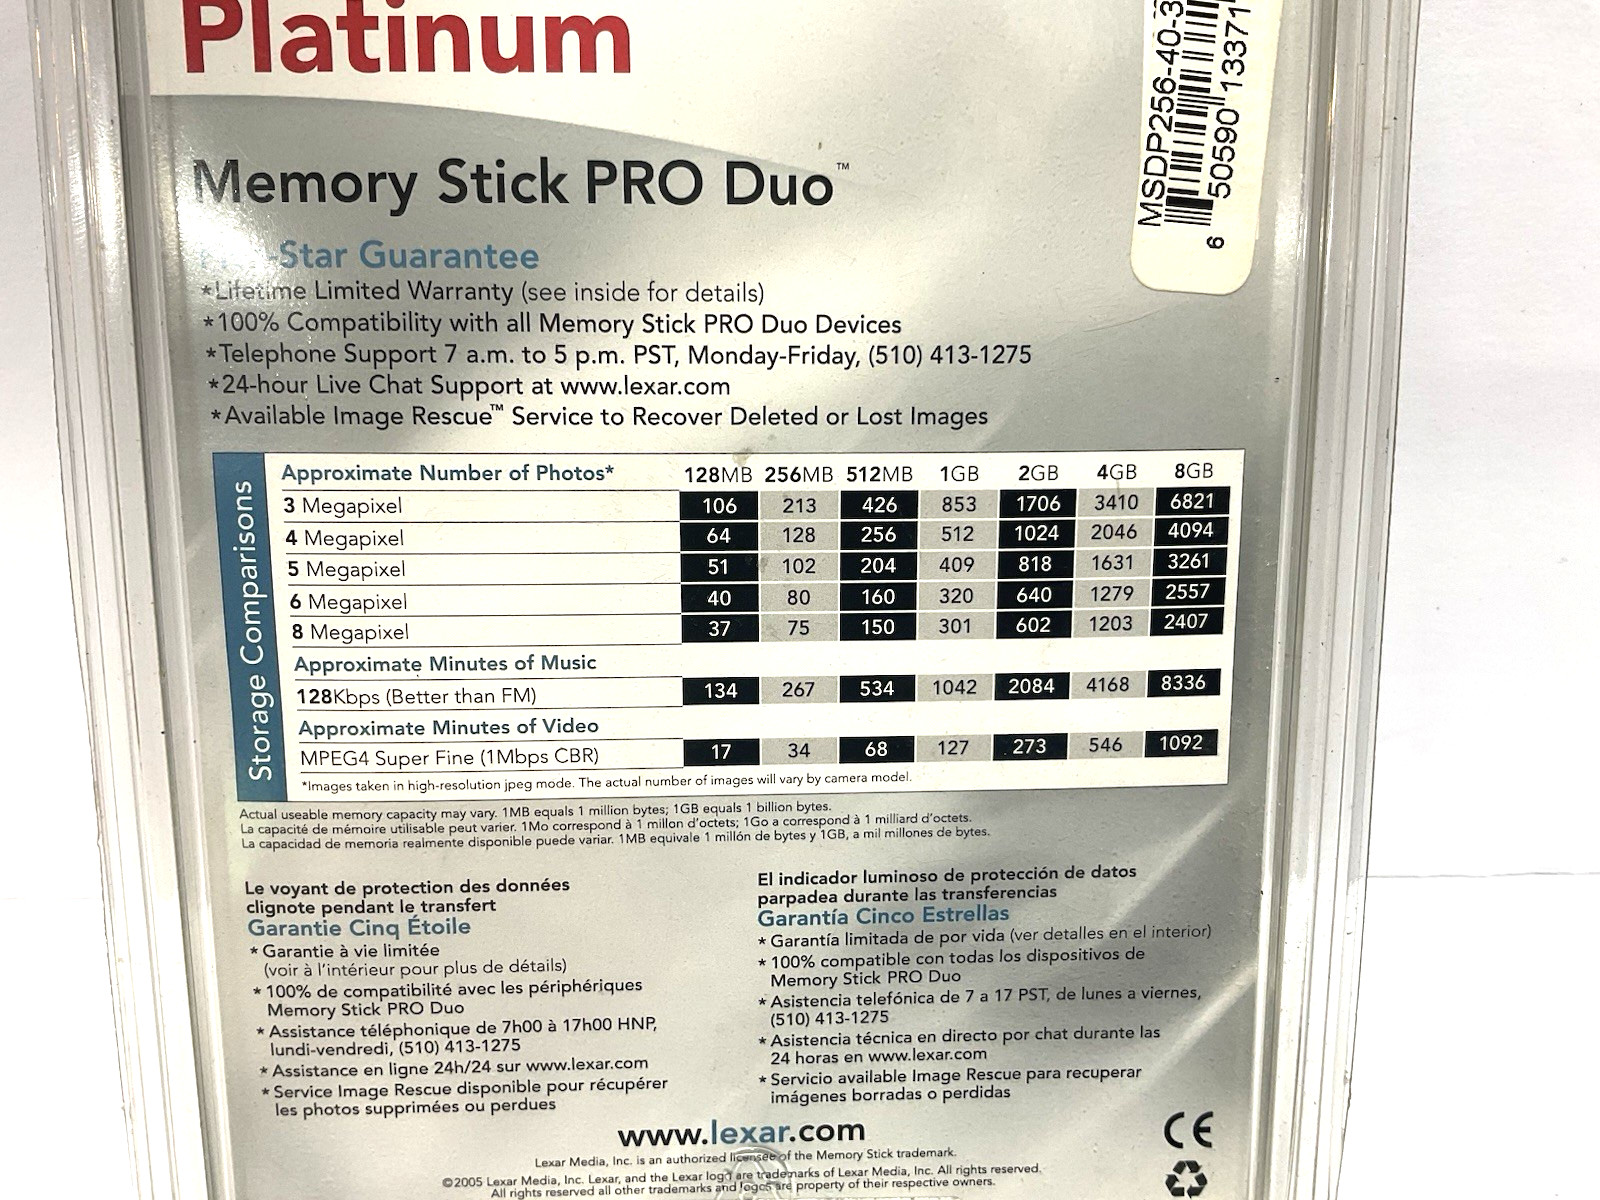 Platinum
MSDP256-40-3
6 50590 13371
Memory Stick PRO Duo™
-Star Guarantee
*Lifetime Limited Warranty (see inside for details)
*100% Compatibility with all Memory Stick PRO Duo Devices
*Telephone Support 7 a.m. to 5 p.m. PST, Monday-Friday, (510) 413-1275
*24-hour Live Chat Support at www.lexar.com
*Available Image Rescue™ Service to Recover Deleted or Lost Images
Storage Comparisons
Approximate Number of Photos* 128MB 256MB 512MB 1GB 2GB 4GB 8GB
3 Megapixel 106 213 426 853 1706 3410 6821
4 Megapixel 64 128 256 512 1024 2046 4094
5 Megapixel 51 102 204 409 818 1631 3261
6 Megapixel 40 80 160 320 640 1279 2557
8 Megapixel 37 75 150 301 602 1203 2407
Approximate Minutes of Music
128Kbps (Better than FM) 134 267 534 1042 2084 4168 8336
Approximate Minutes of Video
MPEG4 Super Fine (1Mbps CBR) 17 34 68 127 273 546 1092
*Images taken in high-resolution jpeg mode. The actual number of images will vary by camera model.
Actual useable memory capacity may vary. 1MB equals 1 million bytes; 1GB equals 1 billion bytes.
La capacité de mémoire utilisable peut varier. 1Mo correspond à 1 millon d'octets; 1Go a correspond à 1 milliard d'octets.
La capacidad de memoria realmente disponible puede variar. 1MB equivale 1 millón de bytes y 1GB, a mil millones de bytes.
Le voyant de protection des données
clignote pendant le transfert
Garantie Cinq Étoile
* Garantie à vie limitée
(voir à l'intérieur pour plus de détails)
* 100% de compatibilité avec les périphériques
Memory Stick PRO Duo
* Assistance téléphonique de 7h00 à 17h00 HNP,
lundi-vendredi, (510) 413-1275
* Assistance en ligne 24h/24 sur www.lexar.com
* Service Image Rescue disponible pour récupérer
les photos supprimées ou perdues
El indicador luminoso de protección de datos
parpadea durante las transferencias
Garantía Cinco Estrellas
* Garantía limitada de por vida (ver detalles en el interior)
* 100% compatible con todas los dispositivos de
Memory Stick PRO Duo
* Asistencia telefónica de 7 a 17 PST, de lunes a viernes,
(510) 413-1275
* Asistencia técnica en directo por chat durante las
24 horas en www.lexar.com
* Servicio available Image Rescue para recuperar
imágenes borradas o perdidas
www.lexar.com
CE
Lexar Media, Inc. is an authorized licensee of the Memory Stick trademark.
©2005 Lexar Media, Inc. Lexar, and the Lexar logo are trademarks of Lexar Media, Inc. All rights reserved.
All rights reserved all other trademarks and logos are property of their respective owners.